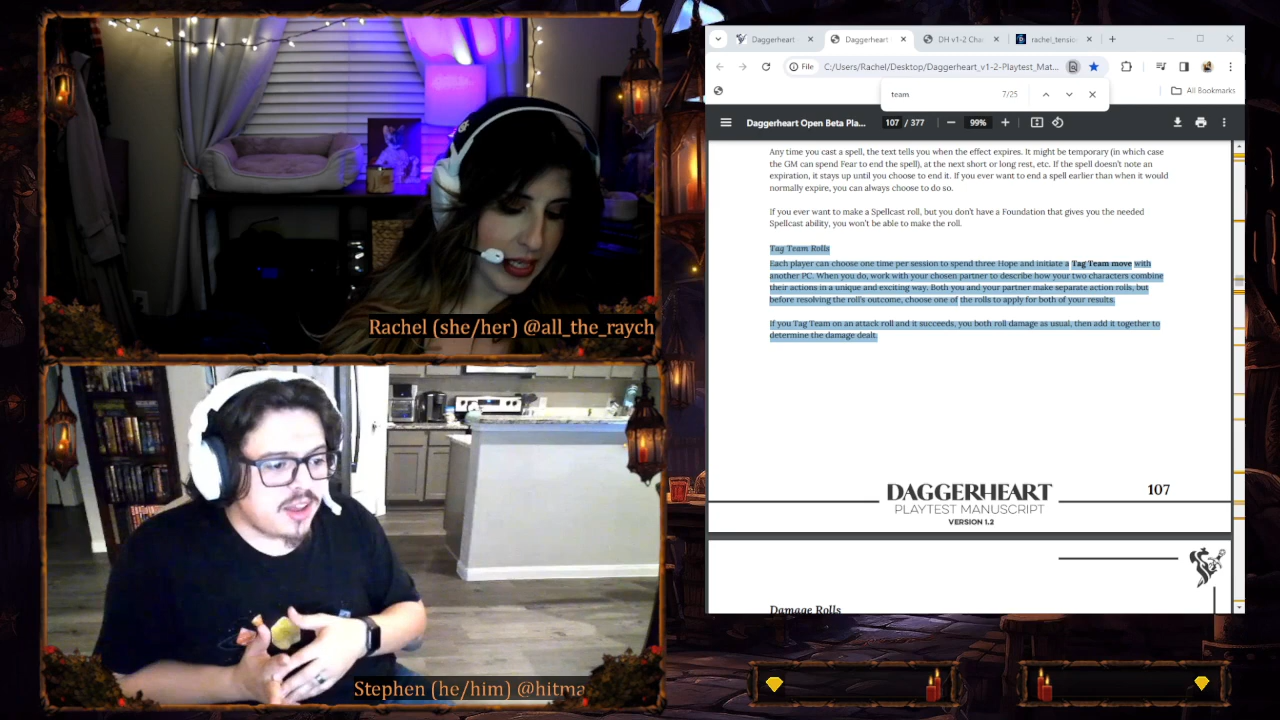 Rachel (she/her) @all_the_raych
Stephen (he/him) @hitma
Daggerheart
Daggerheart
DH v1-2 Cha
rachel_tensio
File
C:/Users/Rachel/Desktop/Daggerheart_v1-2-Playtest_Mat...
team
7/25
All Bookmarks
Daggerheart Open Beta Pla...
107 / 377
99%
Any time you cast a spell, the text tells you when the effect expires. It might be temporary (in which case
the GM can spend Fear to end the spell), at the next short or long rest, etc. If the spell doesn't note an
expiration, it stays up until you choose to end it. If you ever want to end a spell earlier than when it would
normally expire, you can always choose to do so.
If you ever want to make a Spellcast roll, but you don't have a Foundation that gives you the needed
Spellcast ability, you won't be able to make the roll.
Tag Team Rolls
Each player can choose one time per session to spend three Hope and initiate a Tag Team move with
another PC. When you do, work with your chosen partner to describe how your two characters combine
their actions in a unique and exciting way. Both you and your partner make separate action rolls, but
before resolving the roll's outcome, choose one of the rolls to apply for both of your results.
If you Tag Team on an attack roll and it succeeds, you both roll damage as usual, then add it together to
determine the damage dealt.
DAGGERHEART
PLAYTEST MANUSCRIPT
VERSION 1.2
107
Damage Rolls